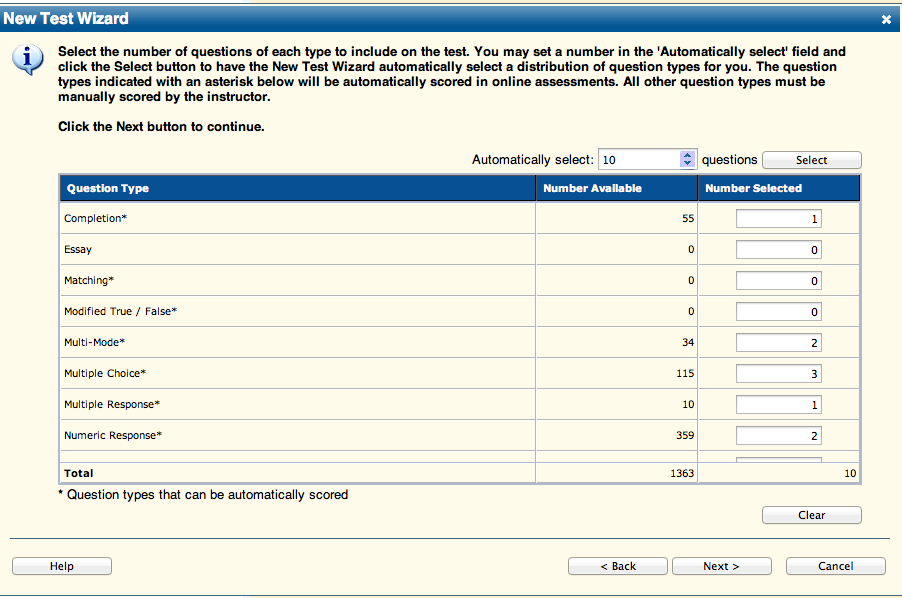 New Test Wizard
Select the number of questions of each type to include on the test. You may set a number in the 'Automatically select' field and
click the Select button to have the New Test Wizard automatically select a distribution of question types for you. The question
types indicated with an asterisk below will be automatically scored in online assessments. All other question types must be
manually scored by the instructor.
Click the Next button to continue.
Automatically select: 10 questions Select
Question Type Number Available Number Selected
Completion* 55 1
Essay 0 0
Matching* 0 0
Modified True / False* 0 0
Multi-Mode* 34 2
Multiple Choice* 115 3
Multiple Response* 10 1
Numeric Response* 359 2
Total 1363 10
* Question types that can be automatically scored
Clear
Help < Back Next > Cancel